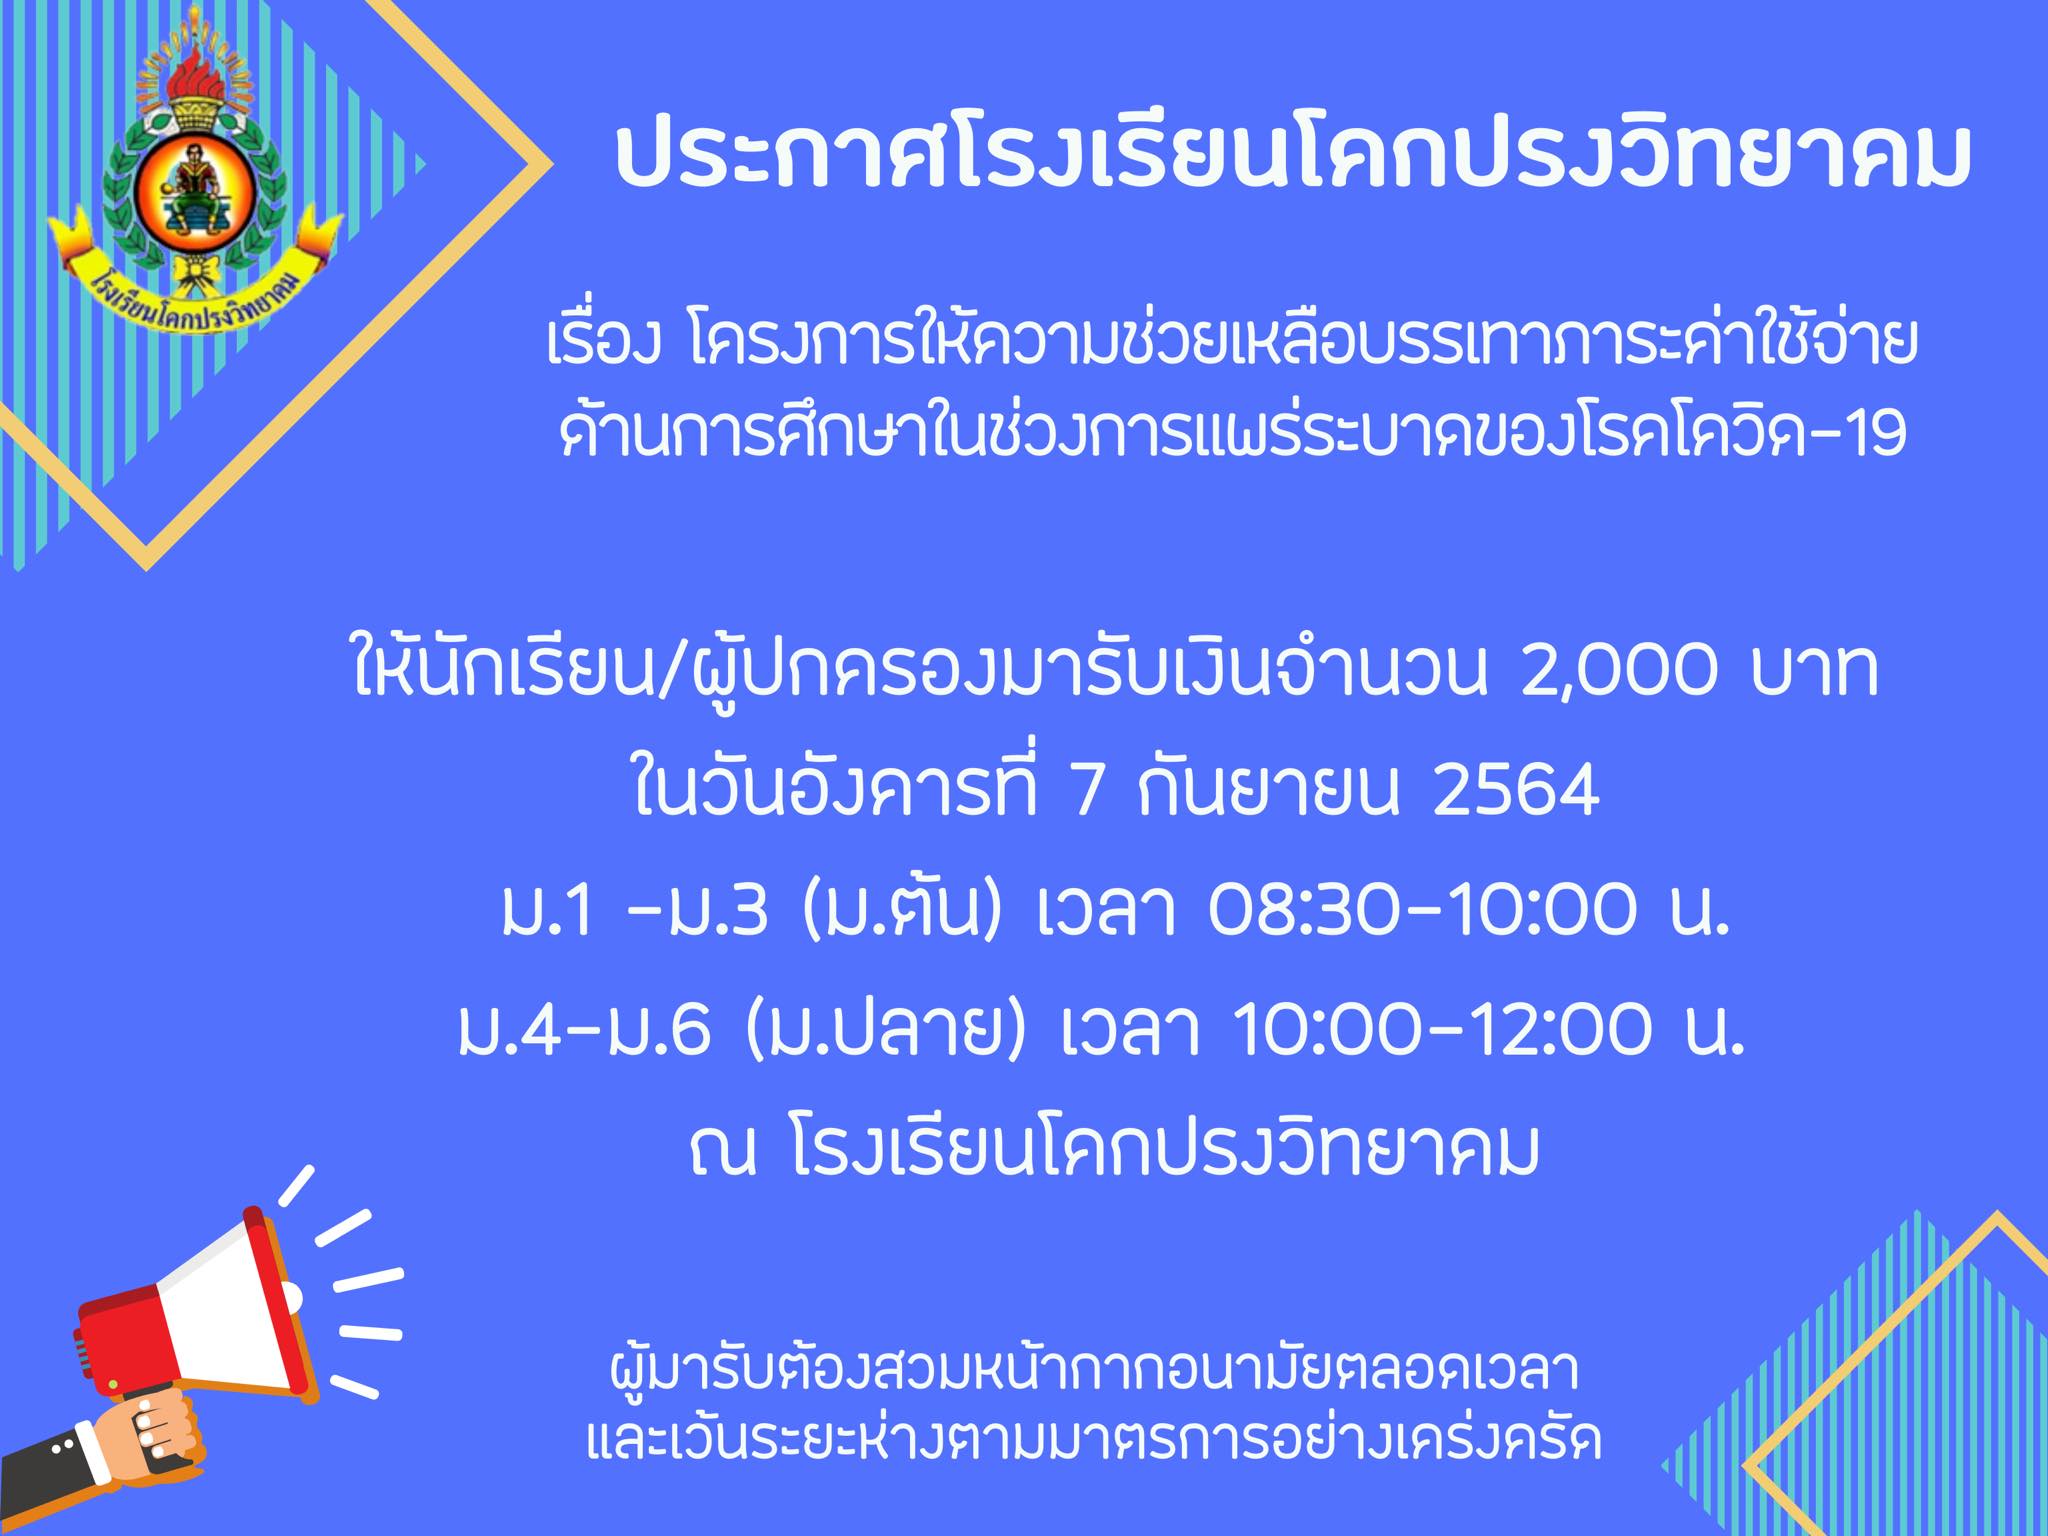 โรงเรียนโคกปรงวิทยาคม
ประกาศโรงเรียนโคกปรงวิทยาคม
เรื่อง โครงการให้ความช่วยเหลือบรรเทาภาระค่าใช้จ่าย
ด้านการศึกษาในช่วงการแพร่ระบาดของโรคโควิด-19
ให้นักเรียน/ผู้ปกครองมารับเงินจำนวน 2,000 บาท
ในวันอังคารที่ 7 กันยายน 2564
ม.1 -ม.3 (ม.ต้น) เวลา 08:30-10:00 น.
ม.4-ม.6 (ม.ปลาย) เวลา 10:00-12:00 น.
ณ โรงเรียนโคกปรงวิทยาคม
ผู้มารับต้องสวมหน้ากากอนามัยตลอดเวลา
และเว้นระยะห่างตามมาตรการอย่างเคร่งครัด